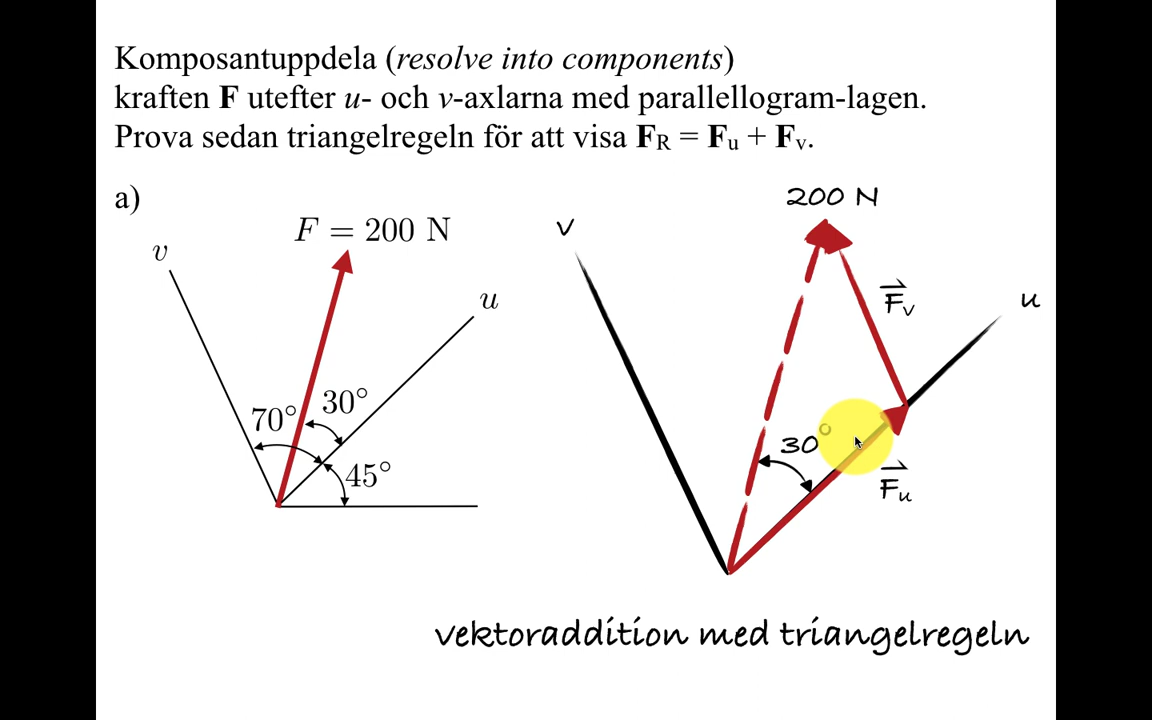 Komposantuppdela (resolve into components)
kraften F utefter u- och v-axlarna med parallellogram-lagen.
Prova sedan triangelregeln för att visa FR = Fu + Fv.
a)
F = 200 N
v
u
70°
30°
45°
200 N
v
u
Fv
30°
Fu
vektoraddition med triangelregeln